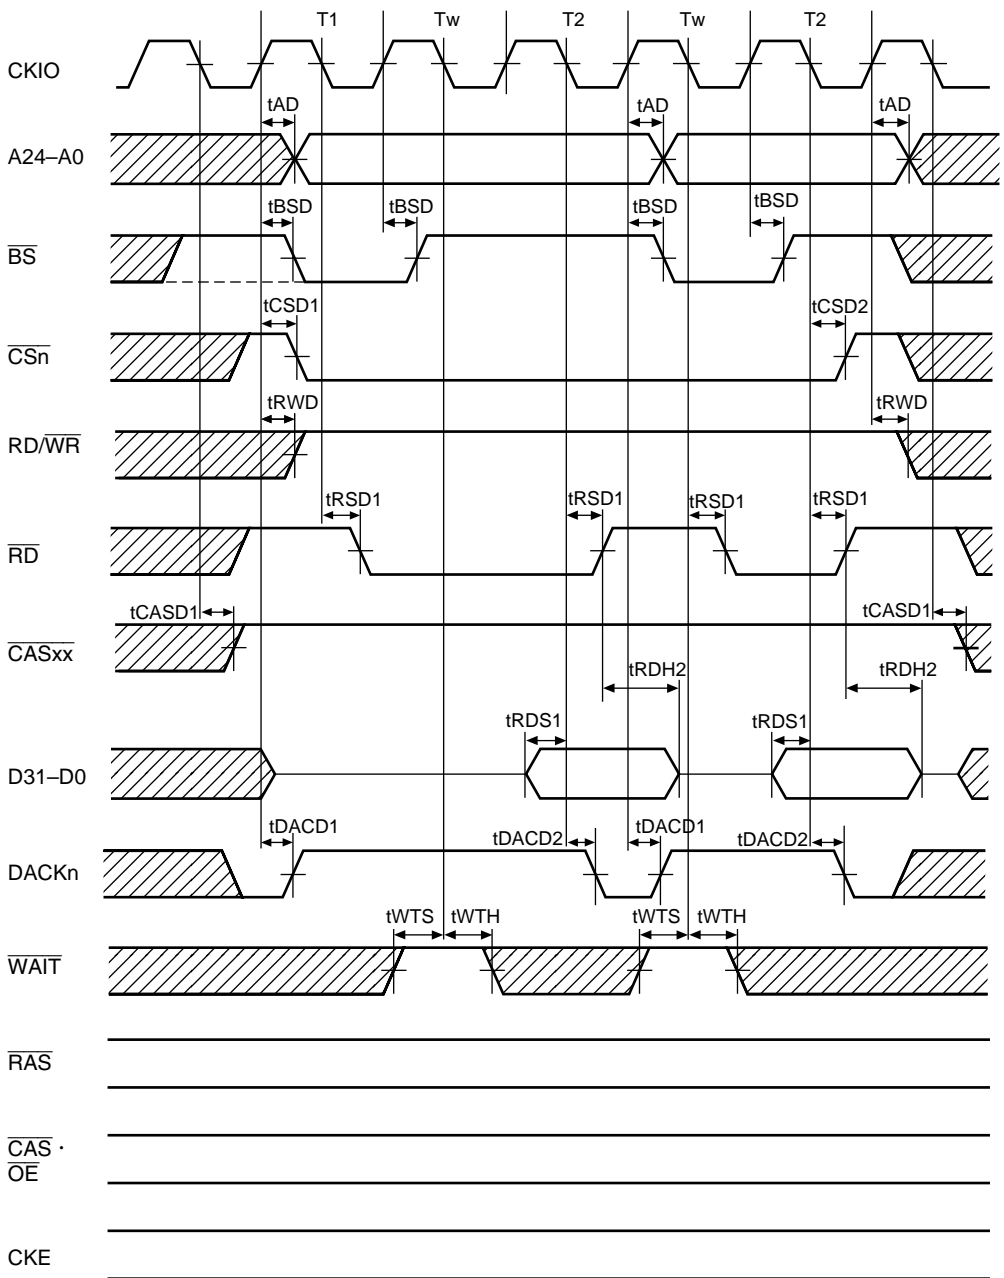 T1 Tw T2 Tw T2
CKIO
tAD tAD tAD
A24–A0
tBSD tBSD tBSD tBSD
BS
tCSD1 tCSD2
CSn
tRWD tRWD
RD/WR
tRSD1 tRSD1 tRSD1 tRSD1
RD
tCASD1 tCASD1
CASxx
tRDH2 tRDH2
tRDS1 tRDS1
D31–D0
tDACD1 tDACD2 tDACD1 tDACD2
DACKn
tWTS tWTH tWTS tWTH
WAIT
RAS
CAS ·
OE
CKE